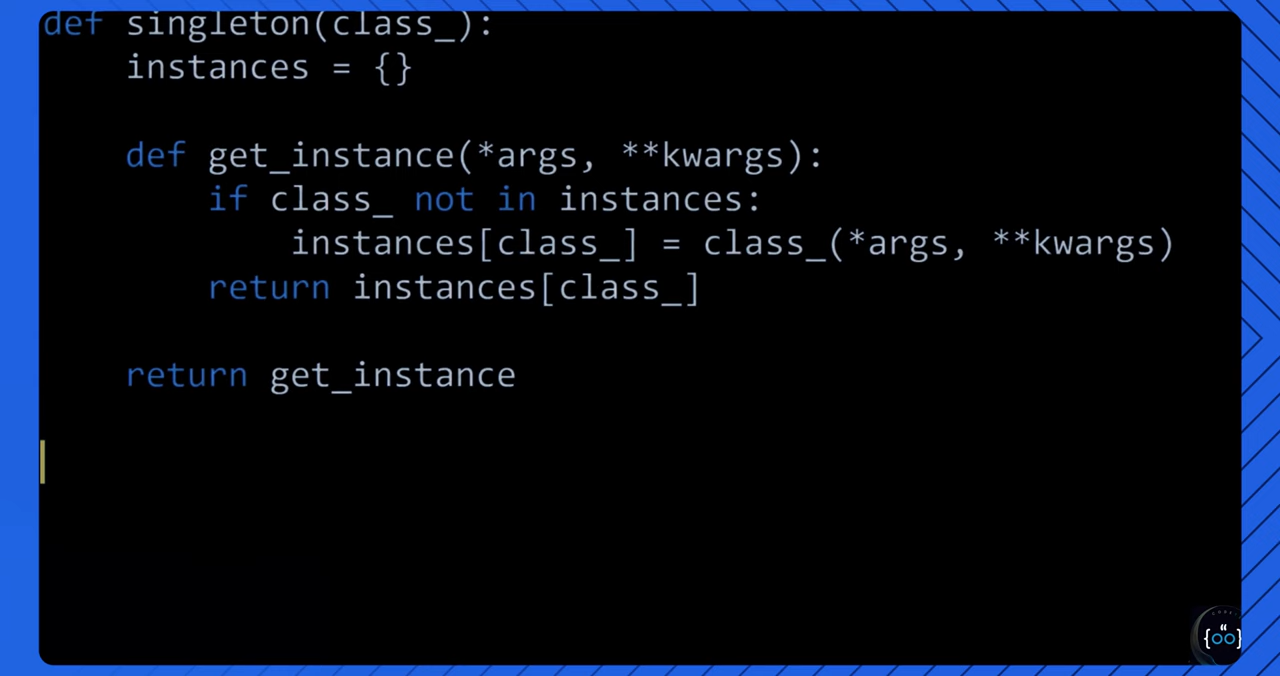 def singleton(class_):
    instances = {}
    def get_instance(*args, **kwargs):
        if class_ not in instances:
            instances[class_] = class_(*args, **kwargs)
        return instances[class_]
    return get_instance
{oo}